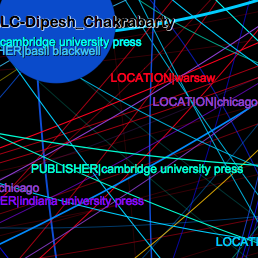 LC-Dipesh_Chakrabarty
cambridge university press
HER|basil blackwell
LOCATION|warsaw
LOCATION|chicago
PUBLISHER|cambridge university press
chicago
ER|indiana university press
LOCATI